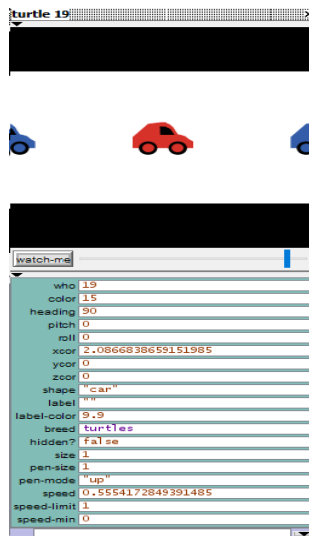 turtle 19
watch-me
who 19
color 15
heading 90
pitch 0
roll 0
xcor 2.0866838659151985
ycor 0
zcor 0
shape "car"
label ""
label-color 9.9
breed turtles
hidden? false
size 1
pen-size 1
pen-mode "up"
speed 0.5554172849391485
speed-limit 1
speed-min 0